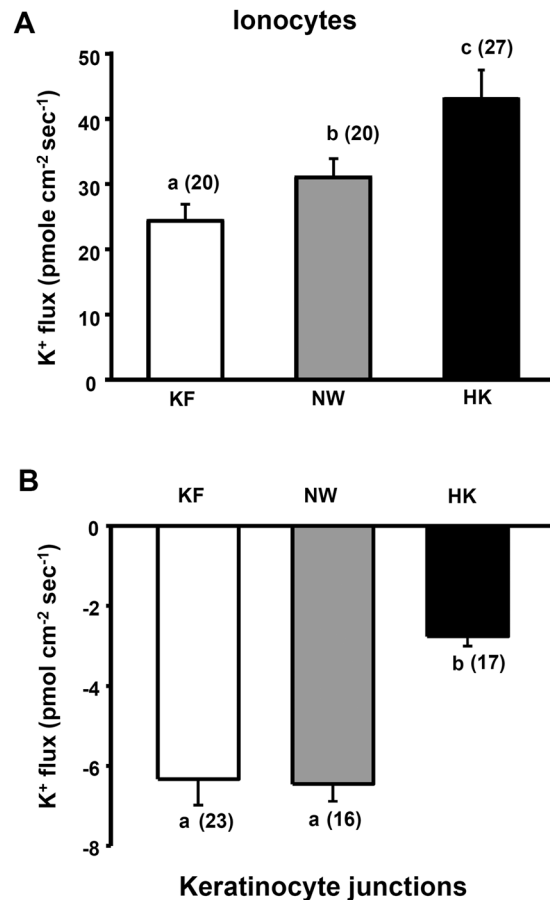 A
Ionocytes
K⁺ flux (pmole cm⁻² sec⁻¹)
50
40
30
20
10
0
a (20)
b (20)
c (27)
KF NW HK
B
KF NW HK
K⁺ flux (pmol cm⁻² sec⁻¹)
0
-2
-4
-6
-8
a (23)
a (16)
b (17)
Keratinocyte junctions